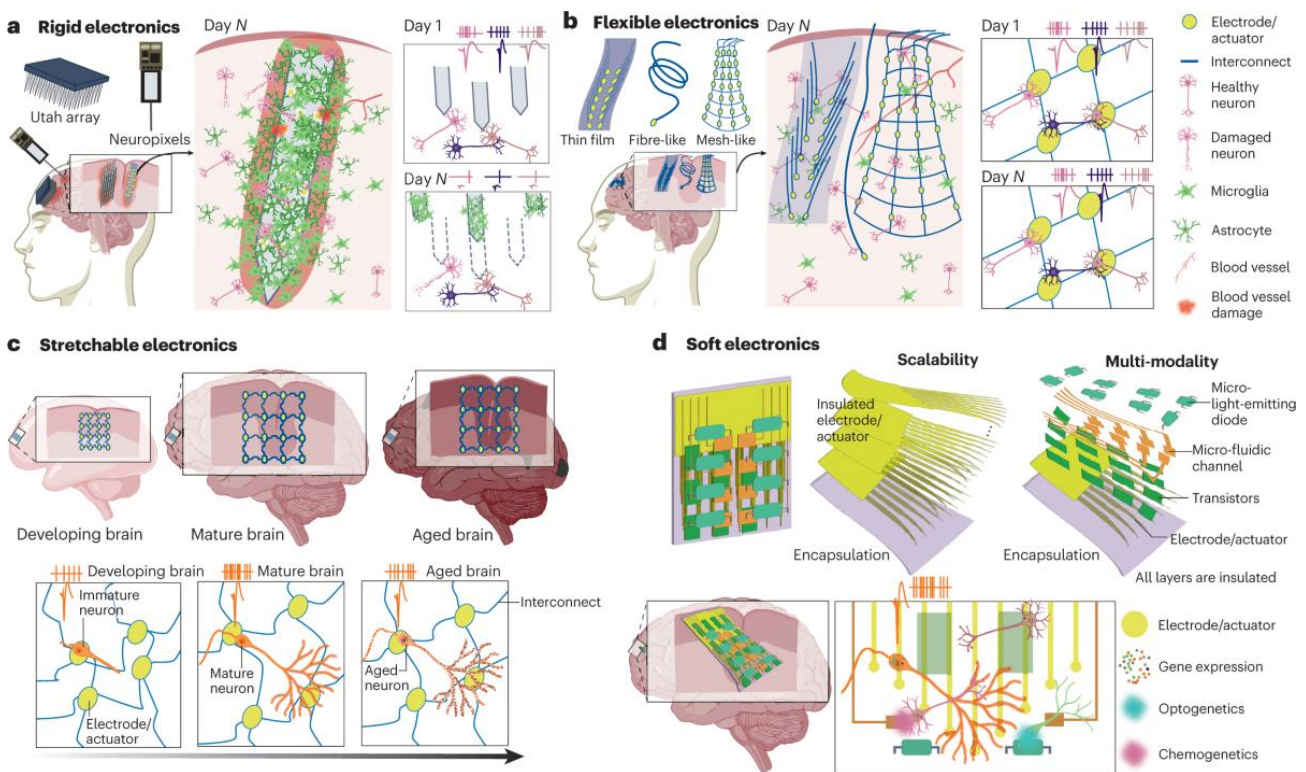 a Rigid electronics
Utah array
Neuropixels
Day N
Day 1
Day N
b Flexible electronics
Thin film
Fibre-like
Mesh-like
Day N
Day 1
Day N
Electrode/
actuator
Interconnect
Healthy
neuron
Damaged
neuron
Microglia
Astrocyte
Blood vessel
Blood vessel
damage
c Stretchable electronics
Developing brain
Mature brain
Aged brain
Developing brain
Immature
neuron
Electrode/
actuator
Mature brain
Mature
neuron
Aged brain
Aged
neuron
Interconnect
d Soft electronics
Scalability
Insulated
electrode/
actuator
Encapsulation
Multi-modality
Micro-
light-emitting
diode
Micro-fluidic
channel
Transistors
Electrode/actuator
Encapsulation
All layers are insulated
Electrode/actuator
Gene expression
Optogenetics
Chemogenetics